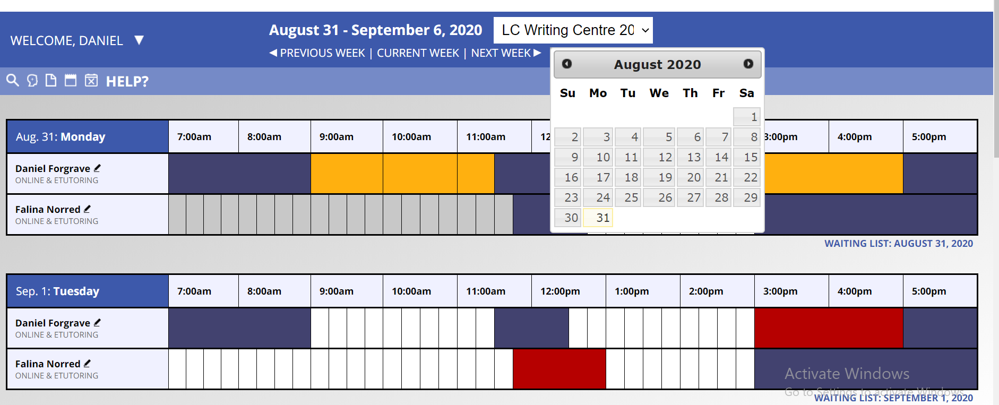 WELCOME, DANIEL ▼
August 31 - September 6, 2020
LC Writing Centre 20
◀ PREVIOUS WEEK | CURRENT WEEK | NEXT WEEK ▶
HELP?
August 2020
Su Mo Tu We Th Fr Sa
1
2 3 4 5 6 7 8
9 10 11 12 13 14 15
16 17 18 19 20 21 22
23 24 25 26 27 28 29
30 31
Aug. 31: Monday 7:00am 8:00am 9:00am 10:00am 11:00am 12 3:00pm 4:00pm 5:00pm
Daniel Forgrave
ONLINE & ETUTORING
Falina Norred
ONLINE & ETUTORING
WAITING LIST: AUGUST 31, 2020
Sep. 1: Tuesday 7:00am 8:00am 9:00am 10:00am 11:00am 12:00pm 1:00pm 2:00pm 3:00pm 4:00pm 5:00pm
Daniel Forgrave
ONLINE & ETUTORING
Falina Norred
ONLINE & ETUTORING
Activate Windows
Go to Settings to activate Windows.
WAITING LIST: SEPTEMBER 1, 2020